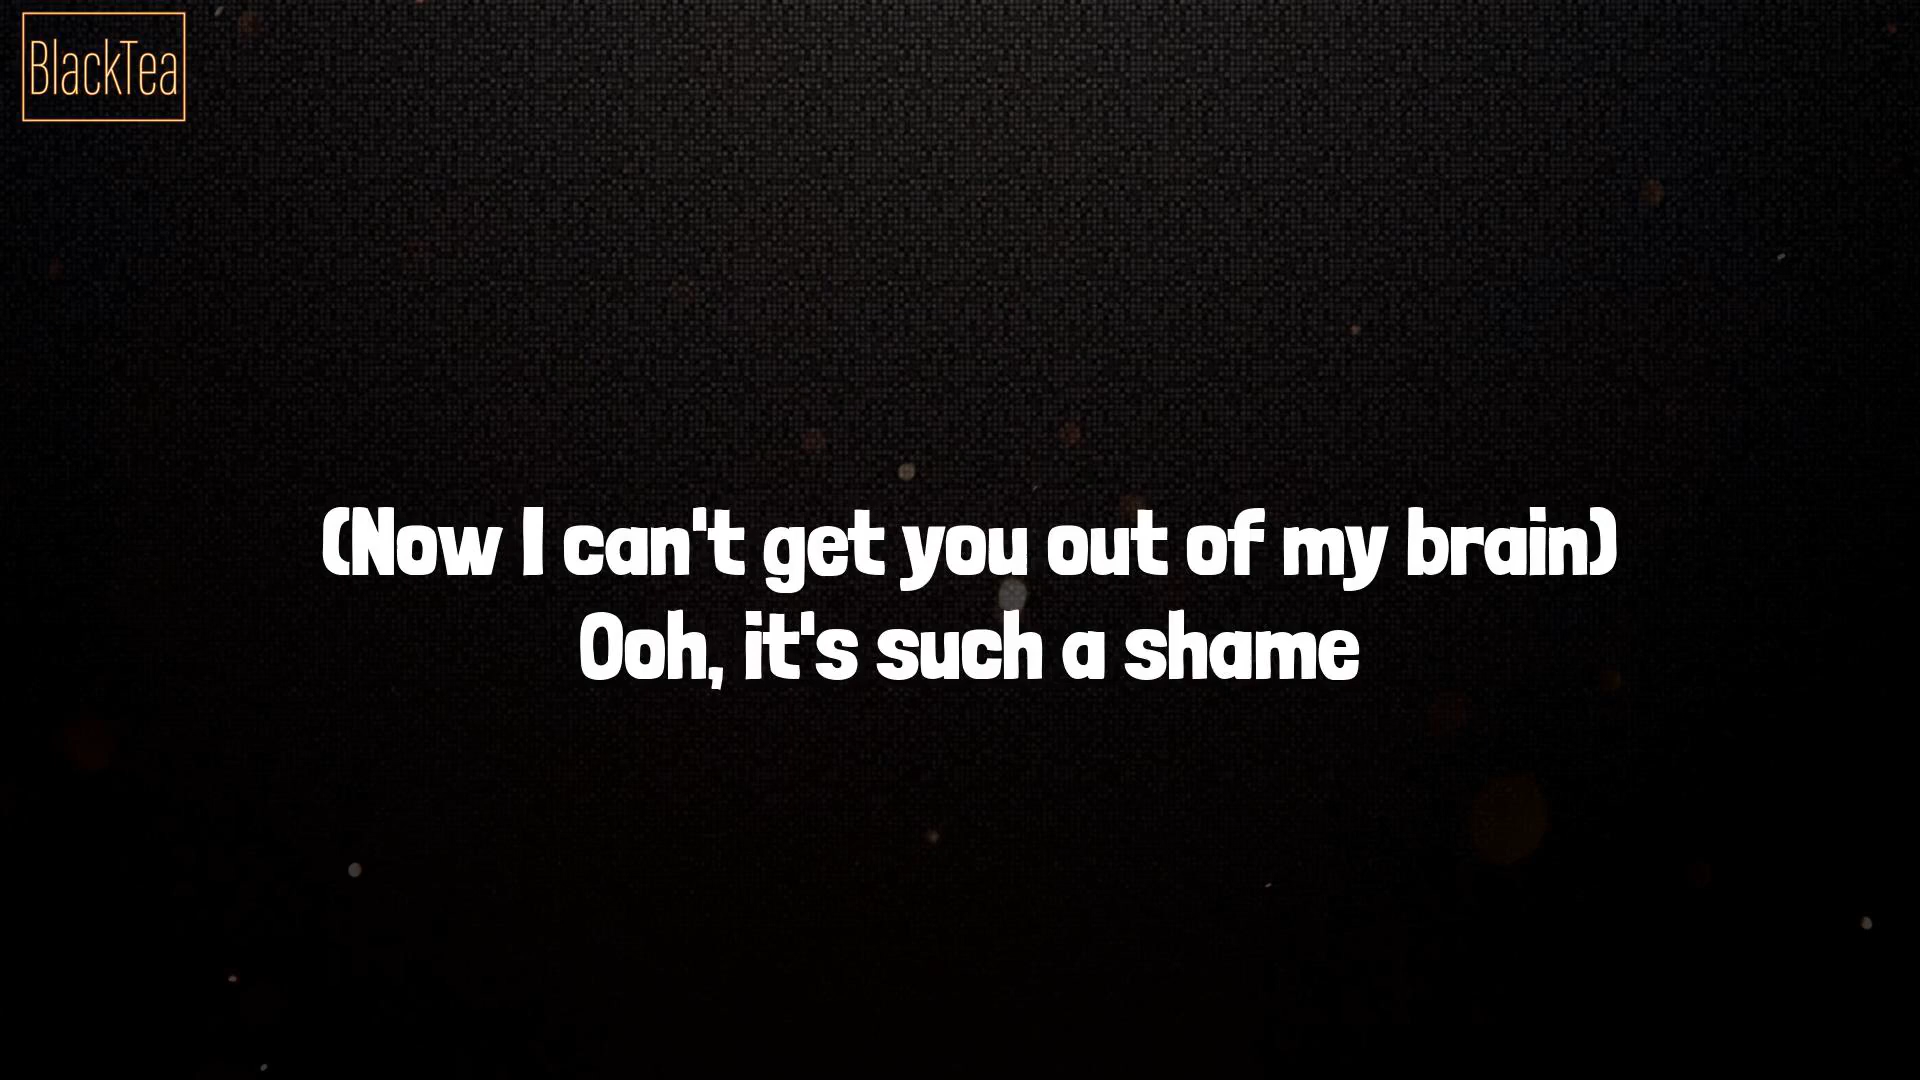 BlackTea
(Now I can't get you out of my brain)
Ooh, it's such a shame